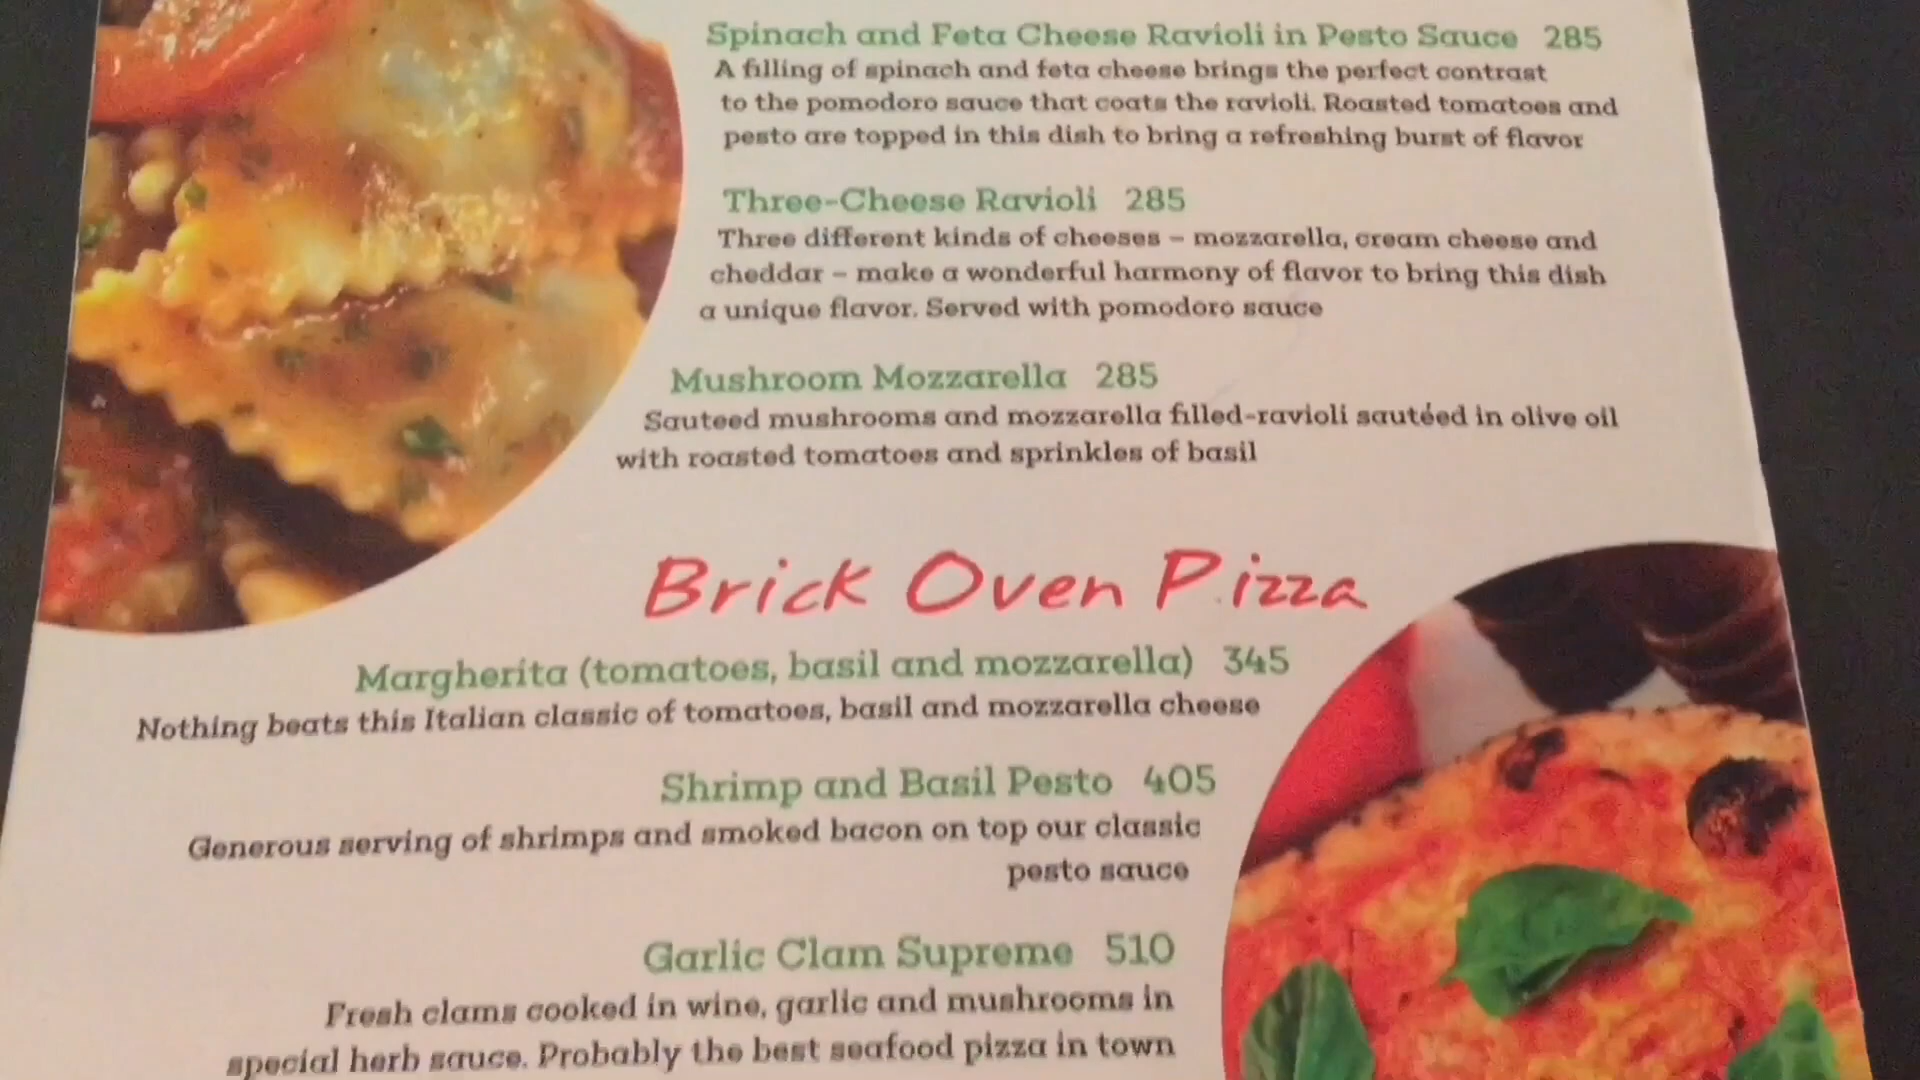 Spinach and Feta Cheese Ravioli in Pesto Sauce 285
A filling of spinach and feta cheese brings the perfect contrast
to the pomodoro sauce that coats the ravioli. Roasted tomatoes and
pesto are topped in this dish to bring a refreshing burst of flavor
Three-Cheese Ravioli 285
Three different kinds of cheeses – mozzarella, cream cheese and
cheddar – make a wonderful harmony of flavor to bring this dish
a unique flavor. Served with pomodoro sauce
Mushroom Mozzarella 285
Sauteed mushrooms and mozzarella filled-ravioli sautéed in olive oil
with roasted tomatoes and sprinkles of basil
Brick Oven Pizza
Margherita (tomatoes, basil and mozzarella) 345
Nothing beats this Italian classic of tomatoes, basil and mozzarella cheese
Shrimp and Basil Pesto 405
Generous serving of shrimps and smoked bacon on top our classic
pesto sauce
Garlic Clam Supreme 510
Fresh clams cooked in wine, garlic and mushrooms in
special herb sauce. Probably the best seafood pizza in town